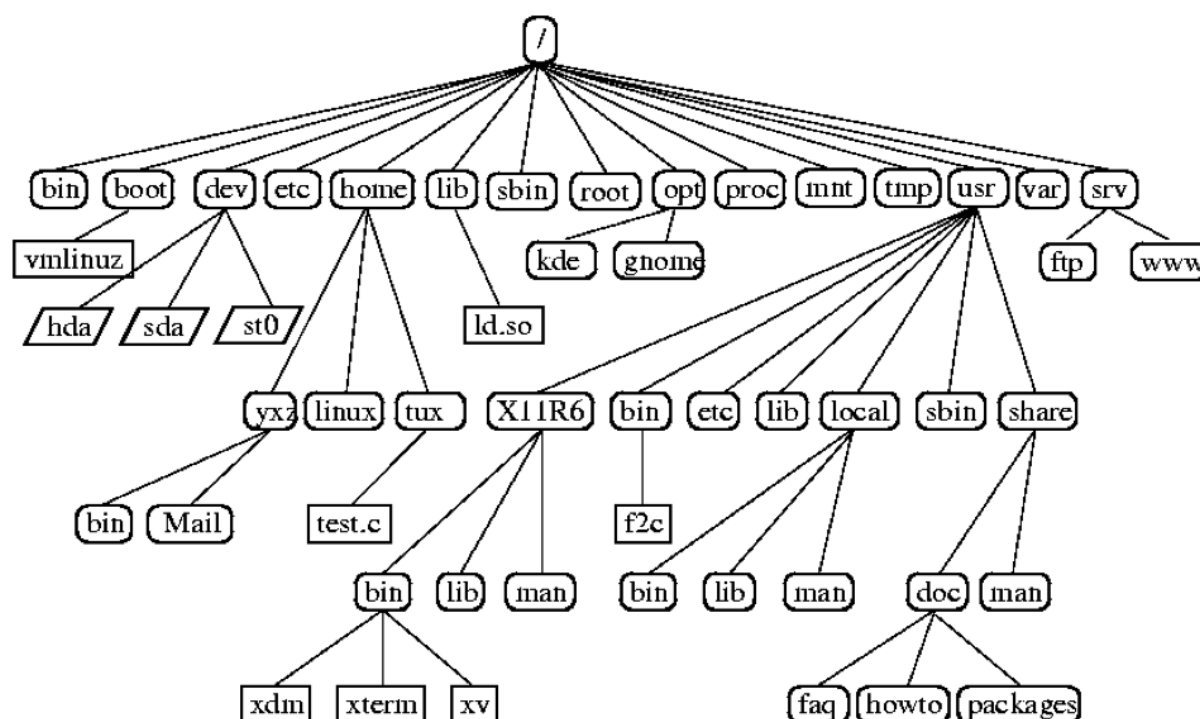 /
bin boot dev etc home lib sbin root opt proc mnt tmp usr var srv
vmlinuz kde gnome ftp www
hda sda st0 ld.so
yxz linux tux X11R6 bin etc lib local sbin share
bin Mail test.c f2c
bin lib man bin lib man doc man
xdm xterm xv faq howto packages